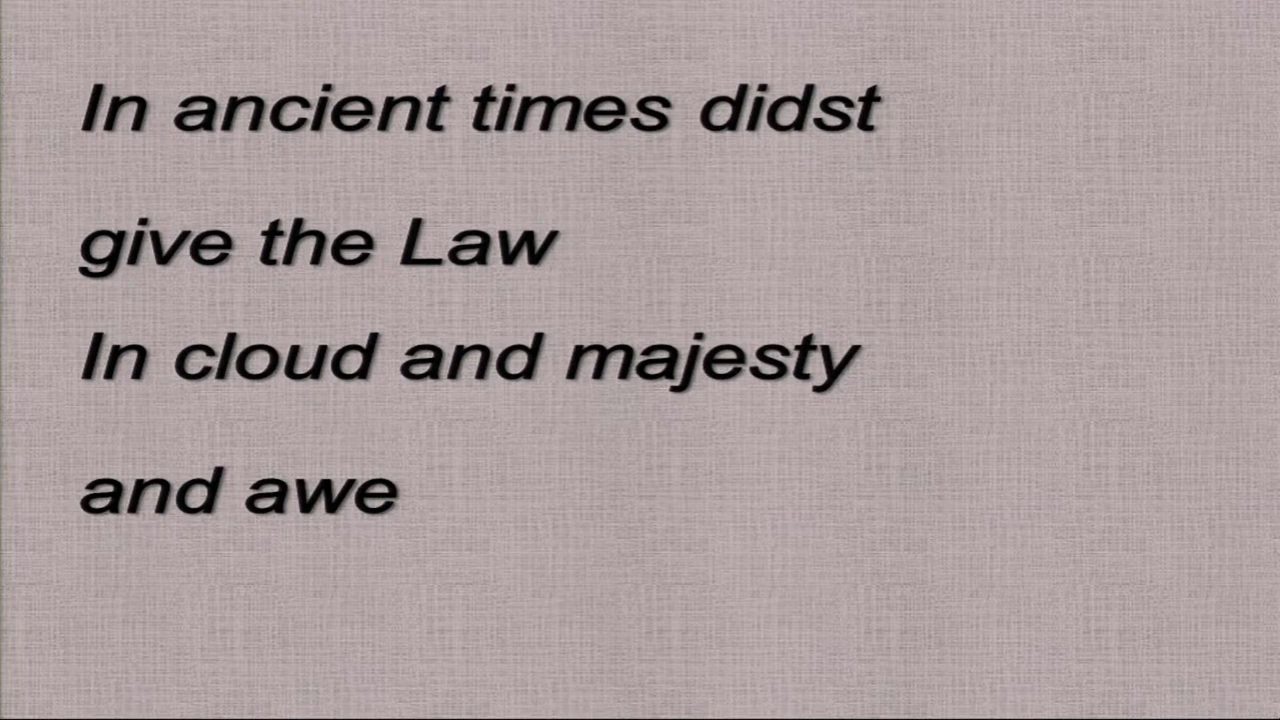 In ancient times didst
give the Law
In cloud and majesty
and awe